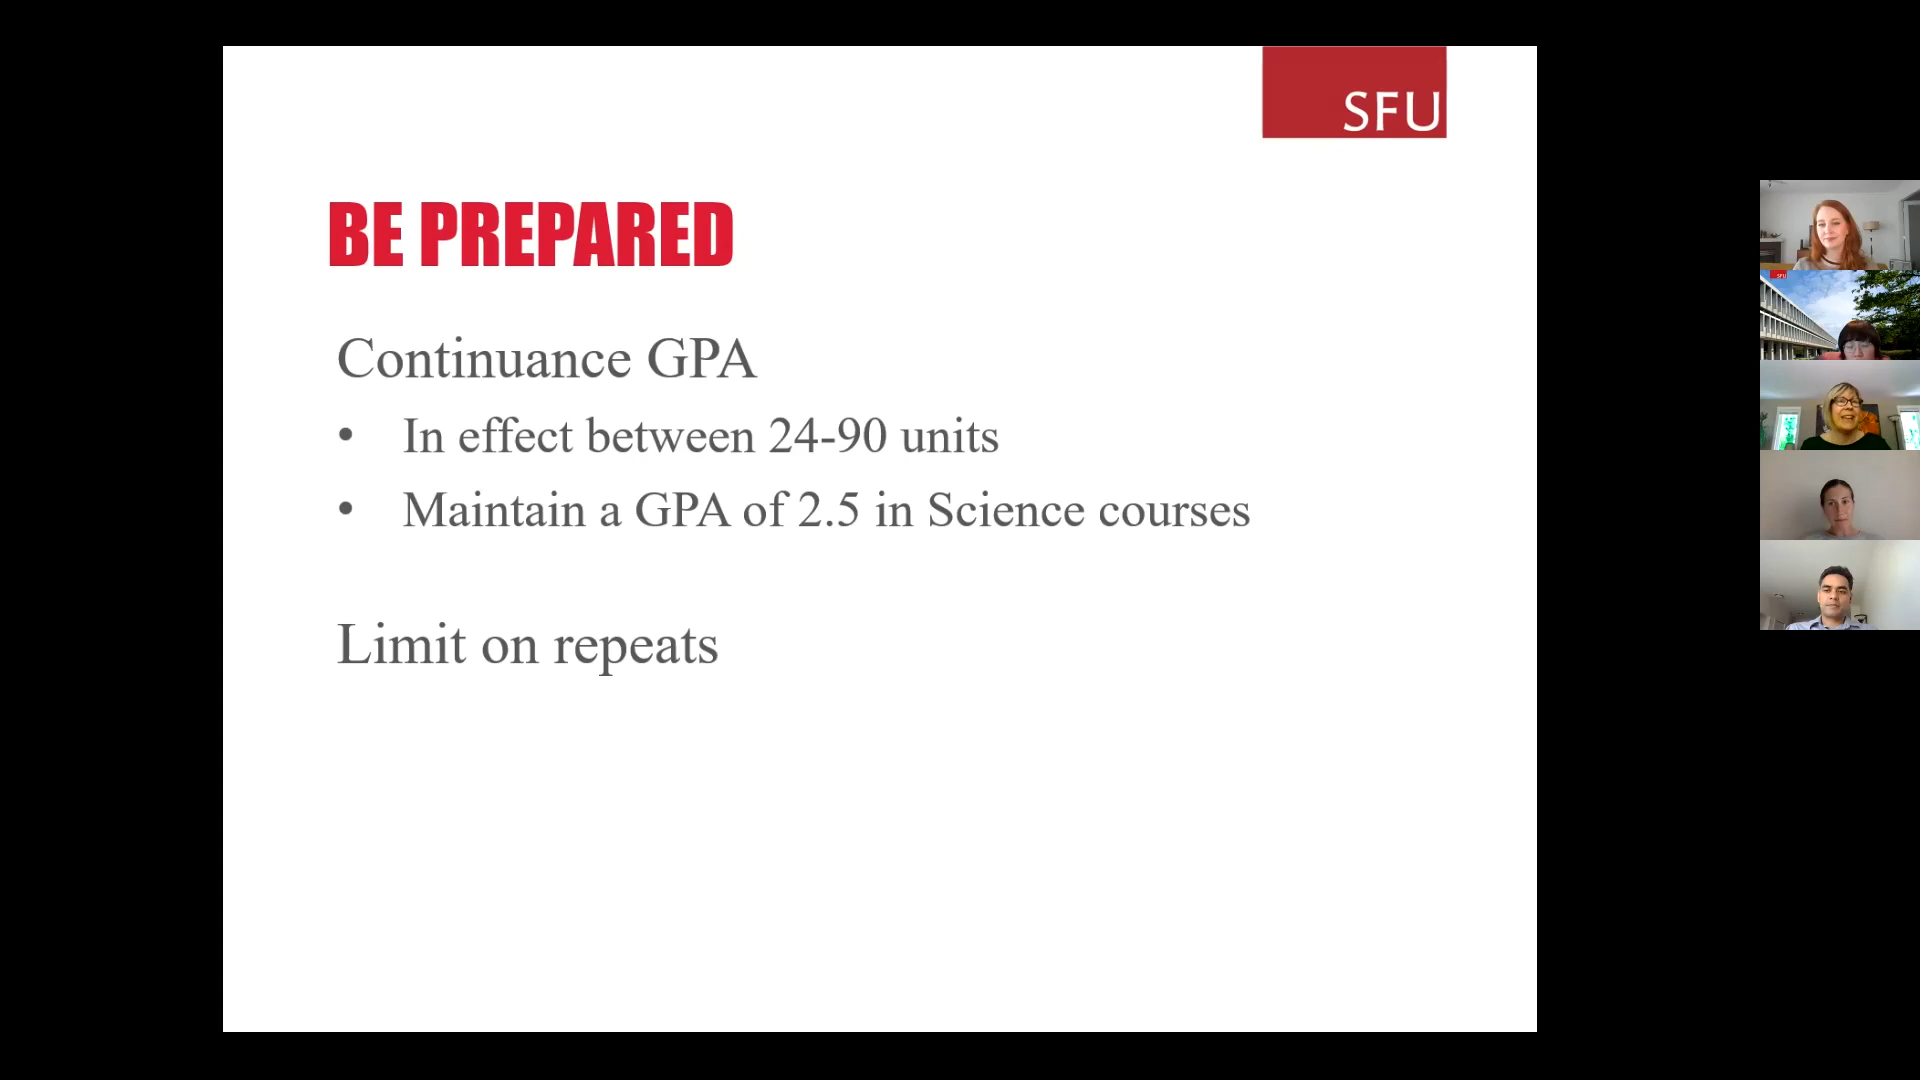 SFU
BE PREPARED
Continuance GPA
• In effect between 24-90 units
• Maintain a GPA of 2.5 in Science courses
Limit on repeats
SFU